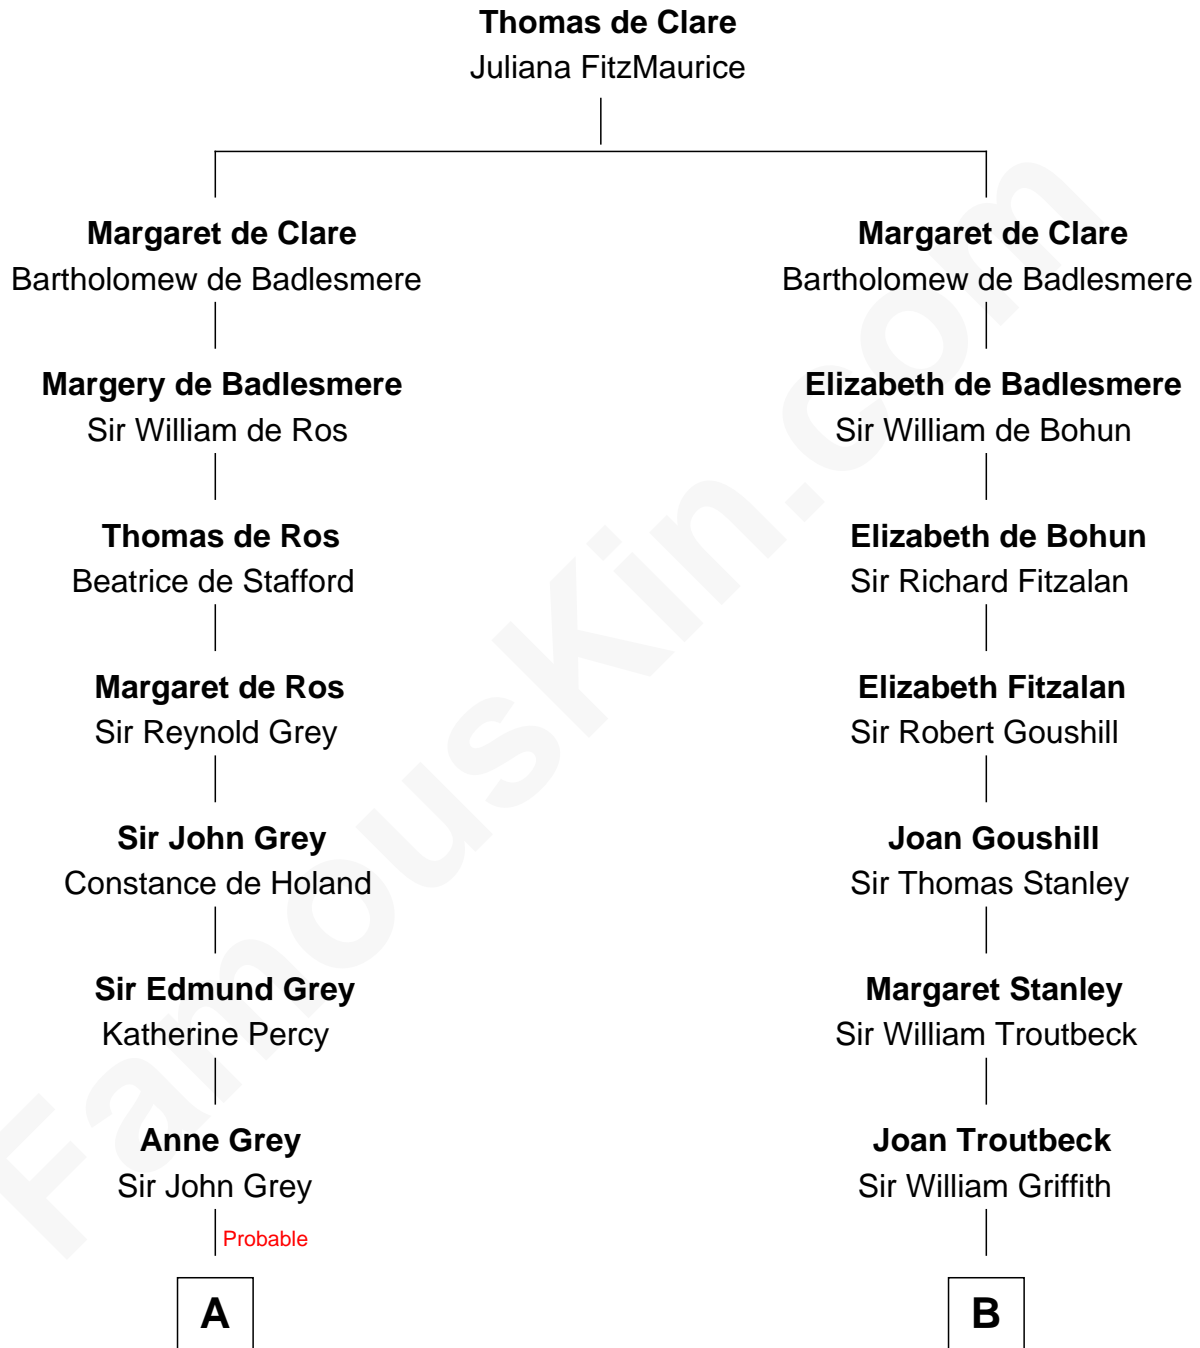 Thomas de Clare
Juliana FitzMaurice
Margaret de Clare
Bartholomew de Badlesmere
Margery de Badlesmere
Sir William de Ros
Thomas de Ros
Beatrice de Stafford
Margaret de Ros
Sir Reynold Grey
Sir John Grey
Constance de Holand
Sir Edmund Grey
Katherine Percy
Anne Grey
Sir John Grey
Probable
A
Margaret de Clare
Bartholomew de Badlesmere
Elizabeth de Badlesmere
Sir William de Bohun
Elizabeth de Bohun
Sir Richard Fitzalan
Elizabeth Fitzalan
Sir Robert Goushill
Joan Goushill
Sir Thomas Stanley
Margaret Stanley
Sir William Troutbeck
Joan Troutbeck
Sir William Griffith
B
FamousKin.com